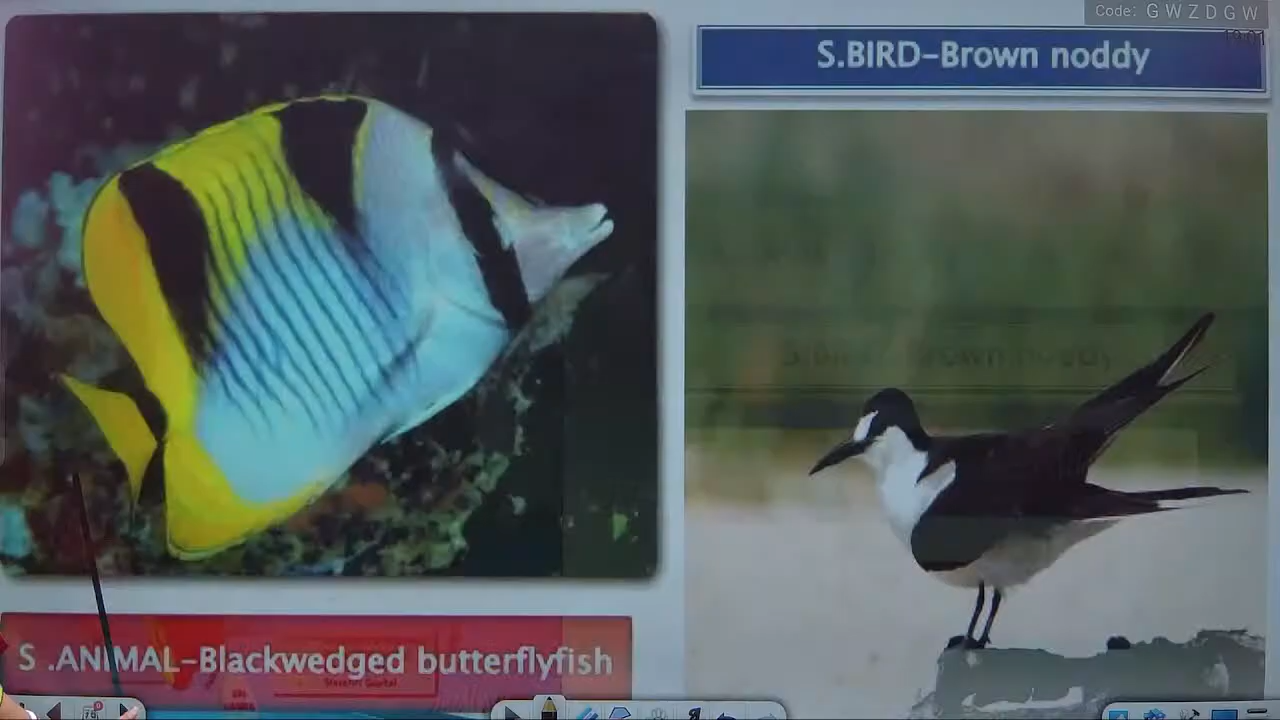 Code: G W Z D G W
S.BIRD-Brown noddy
S .ANIMAL-Blackwedged butterflyfish